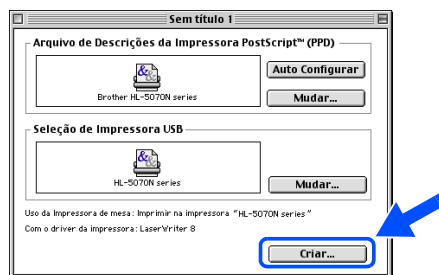 Sem título 1
Arquivo de Descrições da Impressora PostScript™ (PPD)
Brother HL-5070N series
Auto Configurar
Mudar...
Seleção de Impressora USB
HL-5070N series
Mudar...
Uso da Impressora de mesa: Imprimir na impressora "HL-5070N series"
Com o driver da impressora: LaserWriter 8
Criar...